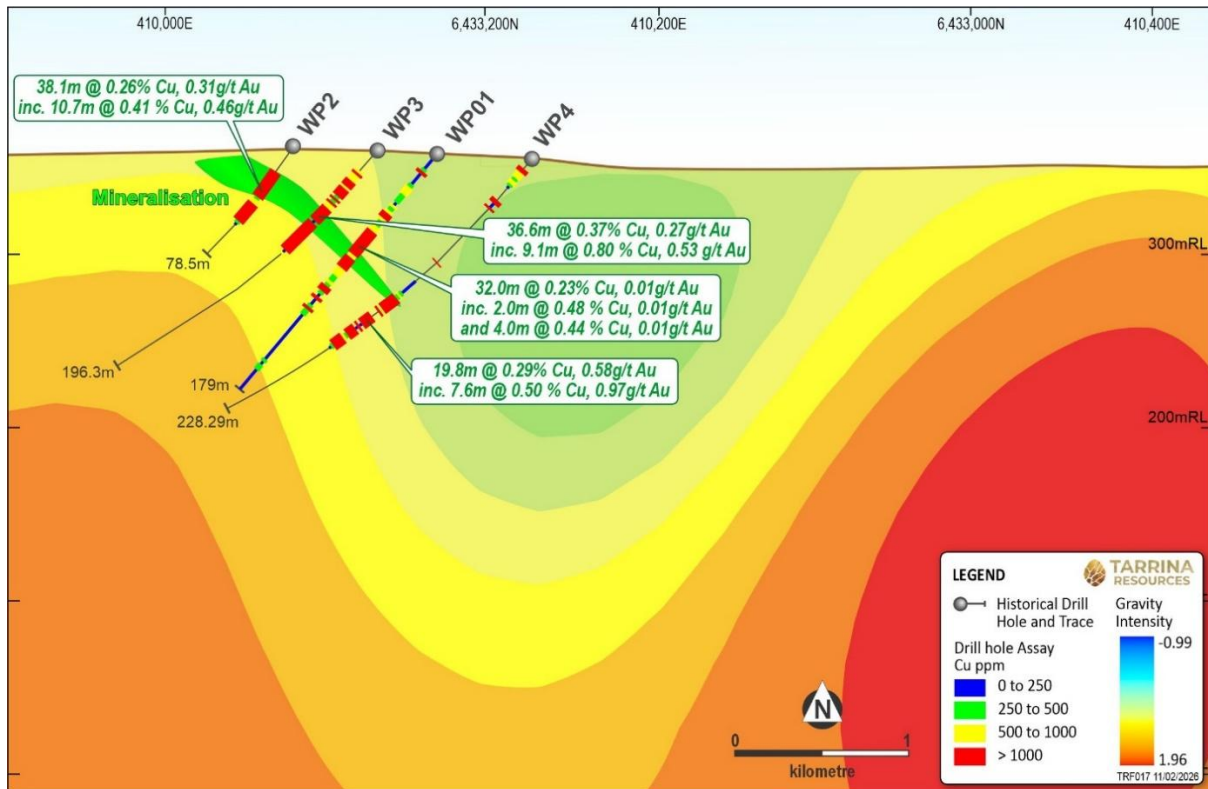 410,000E
6,433,200N
410,200E
6,433,000N
410,400E
38.1m @ 0.26% Cu, 0.31g/t Au
inc. 10.7m @ 0.41 % Cu, 0.46g/t Au
WP2
WP3
WP01
WP4
Mineralisation
36.6m @ 0.37% Cu, 0.27g/t Au
inc. 9.1m @ 0.80 % Cu, 0.53 g/t Au
78.5m
300mRL
32.0m @ 0.23% Cu, 0.01g/t Au
inc. 2.0m @ 0.48 % Cu, 0.01g/t Au
and 4.0m @ 0.44 % Cu, 0.01g/t Au
19.8m @ 0.29% Cu, 0.58g/t Au
inc. 7.6m @ 0.50 % Cu, 0.97g/t Au
196.3m
179m
228.29m
200mRL
LEGEND
TARRINA
RESOURCES
Historical Drill
Hole and Trace
Gravity
Intensity
Drill hole Assay
Cu ppm
0 to 250
250 to 500
500 to 1000
> 1000
-0.99
1.96
N
0
1
kilometre
TRF017 11/02/2026